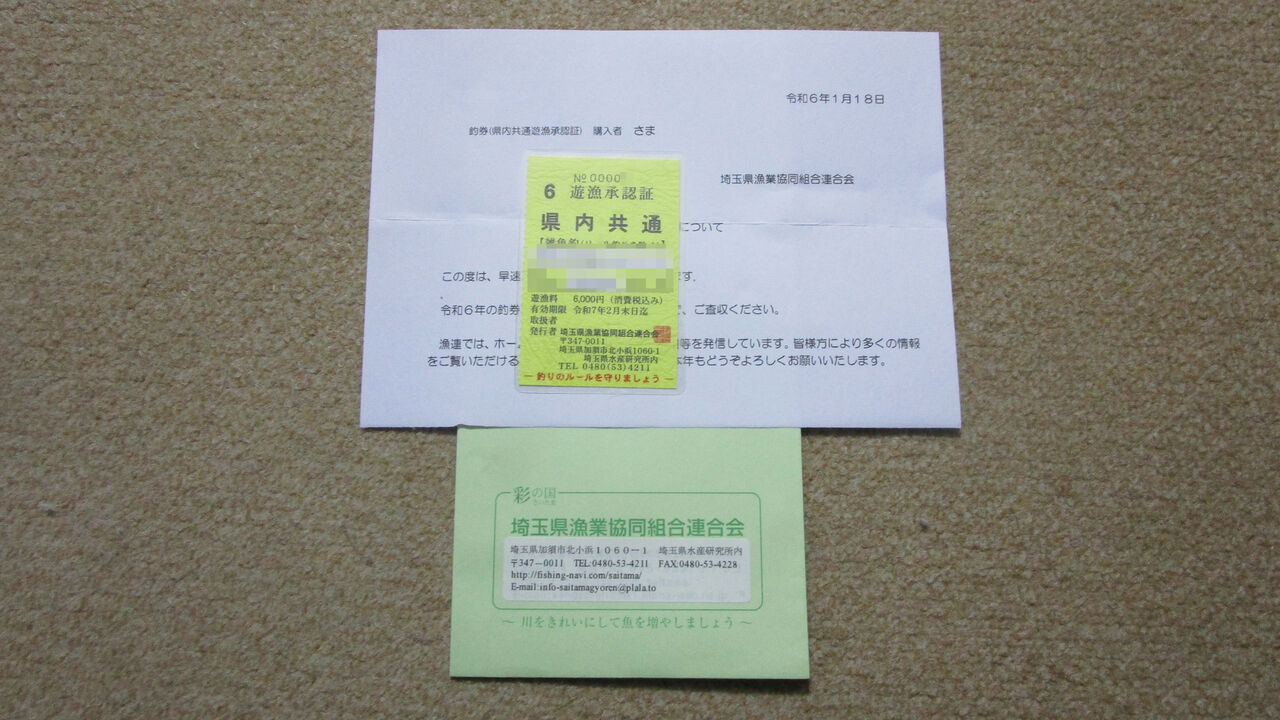 令和6年1月18日
釣券(県内共通遊漁承認証) 購入者 さま
埼玉県漁業協同組合連合会
について
この度は、早速
ます.
令和6年の釣券
、ご査収ください。
漁連では、ホーム
等を発信しています。皆様方により多くの情報
をご覧いただける
本年もどうぞよろしくお願いいたします。
№0000
6 遊漁承認証
県内共通
遊漁料 6,000円(消費税込み)
有効期限 令和7年2月末日迄
取扱者
発行者 埼玉県漁業協同組合連合会
〒347-0011
埼玉県加須市北小浜1060-1
埼玉県水産研究所内
TEL 0480(53)4211
― 釣りのルールを守りましょう ―
彩の国
さいたま
埼玉県漁業協同組合連合会
埼玉県加須市北小浜1060-1 埼玉県水産研究所内
〒347-0011 TEL:0480-53-4211 FAX:0480-53-4228
http://fishing-navi.com/saitama/
E-mail:info-saitamagyoren@plala.to
~ 川をきれいにして魚を増やしましょう ~